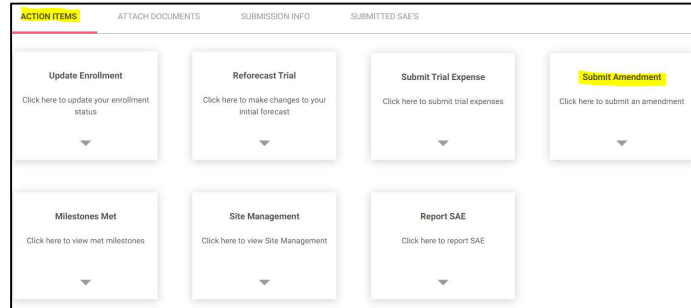 ACTION ITEMS ATTACH DOCUMENTS SUBMISSION INFO SUBMITTED SAE'S
Update Enrollment
Click here to update your enrollment
status
Reforecast Trial
Click here to make changes to your
initial forecast
Submit Trial Expense
Click here to submit trial expenses
Submit Amendment
Click here to submit an amendment
Milestones Met
Click here to view met milestones
Site Management
Click here to view Site Management
Report SAE
Click here to report SAE